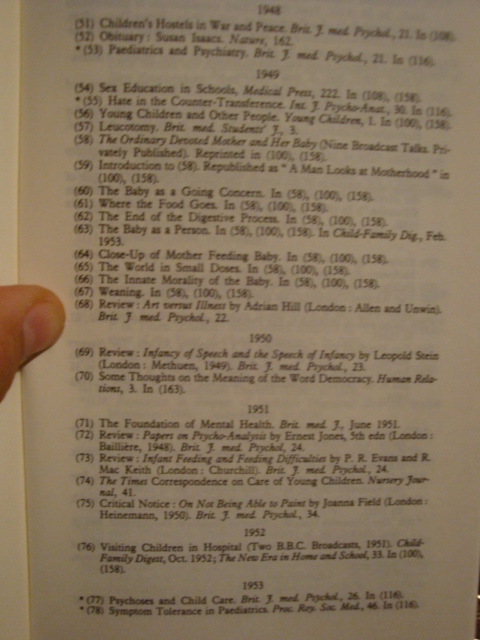 1948
(51) Children's Hostels in War and Peace. Brit. J. med. Psychol., 21. In (108).
(52) Obituary: Susan Isaacs. Nature, 162.
*(53) Paediatrics and Psychiatry. Brit. J. med. Psychol., 21. In (116).
1949
(54) Sex Education in Schools, Medical Press, 222. In (108), (158).
*(55) Hate in the Counter-Transference. Int. J. Psycho-Anal., 30. In (116).
(56) Young Children and Other People. Young Children, 1. In (100), (158).
(57) Leucotomy. Brit. med. Students' J., 3.
(58) The Ordinary Devoted Mother and Her Baby (Nine Broadcast Talks. Pri-
vately Published). Reprinted in (100), (158).
(59) Introduction to (58). Republished as "A Man Looks at Motherhood" in
(100), (158).
(60) The Baby as a Going Concern. In (58), (100), (158).
(61) Where the Food Goes. In (58), (100), (158).
(62) The End of the Digestive Process. In (58), (100), (158).
(63) The Baby as a Person. In (58), (100), (158). In Child-Family Dig., Feb.
1953.
(64) Close-Up of Mother Feeding Baby. In (58), (100), (158).
(65) The World in Small Doses. In (58), (100), (158).
(66) The Innate Morality of the Baby. In (58), (100), (158).
(67) Weaning. In (58), (100), (158).
(68) Review: Art versus Illness by Adrian Hill (London: Allen and Unwin).
Brit. J. med. Psychol., 22.
1950
(69) Review: Infancy of Speech and the Speech of Infancy by Leopold Stein
(London: Methuen, 1949). Brit. J. med. Psychol., 23.
(70) Some Thoughts on the Meaning of the Word Democracy. Human Rela-
tions, 3. In (163).
1951
(71) The Foundation of Mental Health. Brit. med. J., June 1951.
(72) Review: Papers on Psycho-Analysis by Ernest Jones, 5th edn (London:
Baillière, 1948). Brit. J. med. Psychol., 24.
(73) Review: Infant Feeding and Feeding Difficulties by P. R. Evans and R.
Mac Keith (London: Churchill). Brit. J. med. Psychol., 24.
(74) The Times Correspondence on Care of Young Children. Nursery Jour-
nal, 41.
(75) Critical Notice: On Not Being Able to Paint by Joanna Field (London:
Heinemann, 1950). Brit. J. med. Psychol., 34.
1952
(76) Visiting Children in Hospital (Two B.B.C. Broadcasts, 1951). Child-
Family Digest, Oct. 1952; The New Era in Home and School, 33. In (100),
(158).
1953
*(77) Psychoses and Child Care. Brit. J. med. Psychol., 26. In (116).
*(78) Symptom Tolerance in Paediatrics. Proc. Roy. Soc. Med., 46. In (116).